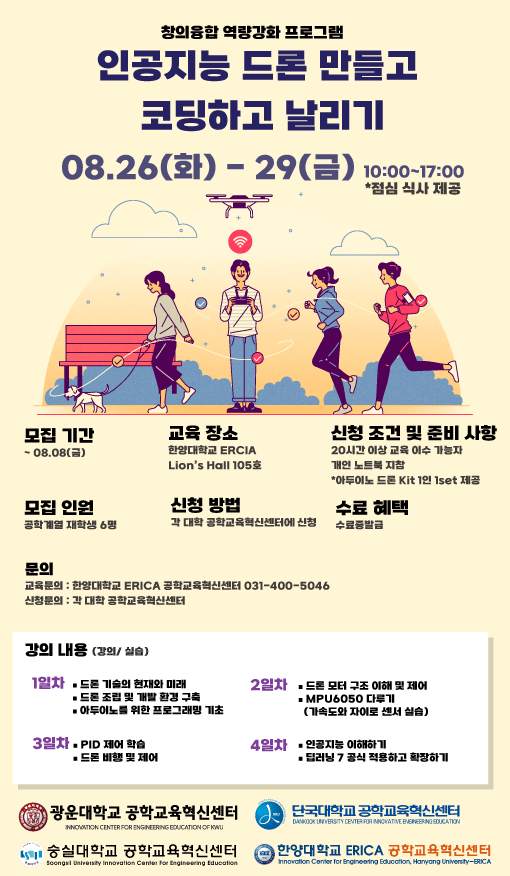 창의융합 역량강화 프로그램
인공지능 드론 만들고
코딩하고 날리기
08.26(화) - 29(금) 10:00~17:00
*점심 식사 제공
모집 기간
~ 08.08(금)
교육 장소
한양대학교 ERCIA
Lion's Hall 105호
신청 조건 및 준비 사항
20시간 이상 교육 이수 가능자
개인 노트북 지참
*아두이노 드론 Kit 1인 1set 제공
모집 인원
공학계열 재학생 6명
신청 방법
각 대학 공학교육혁신센터에 신청
수료 혜택
수료증발급
문의
교육문의 : 한양대학교 ERICA 공학교육혁신센터 031-400-5046
신청문의 : 각 대학 공학교육혁신센터
강의 내용 (강의/ 실습)
1일차
▪ 드론 기술의 현재와 미래
▪ 드론 조립 및 개발 환경 구축
▪ 아두이노를 위한 프로그래밍 기초
2일차
▪ 드론 모터 구조 이해 및 제어
▪ MPU6050 다루기
(가속도와 자이로 센서 실습)
3일차
▪ PID 제어 학습
▪ 드론 비행 및 제어
4일차
▪ 인공지능 이해하기
▪ 딥러닝 7 공식 적용하고 확장하기
광운대학교 공학교육혁신센터
INNOVATION CENTER FOR ENGINEERING EDUCATION OF KWU
단국대학교 공학교육혁신센터
DANKOOK UNIVERSITY CENTER FOR INNOVATIVE ENGINEERING EDUCATION
숭실대학교 공학교육혁신센터
Soongsil University Innovation Center For Engineering Education
한양대학교 ERICA 공학교육혁신센터
Innovation Center for Engineering Education, Hanyang University-ERICA